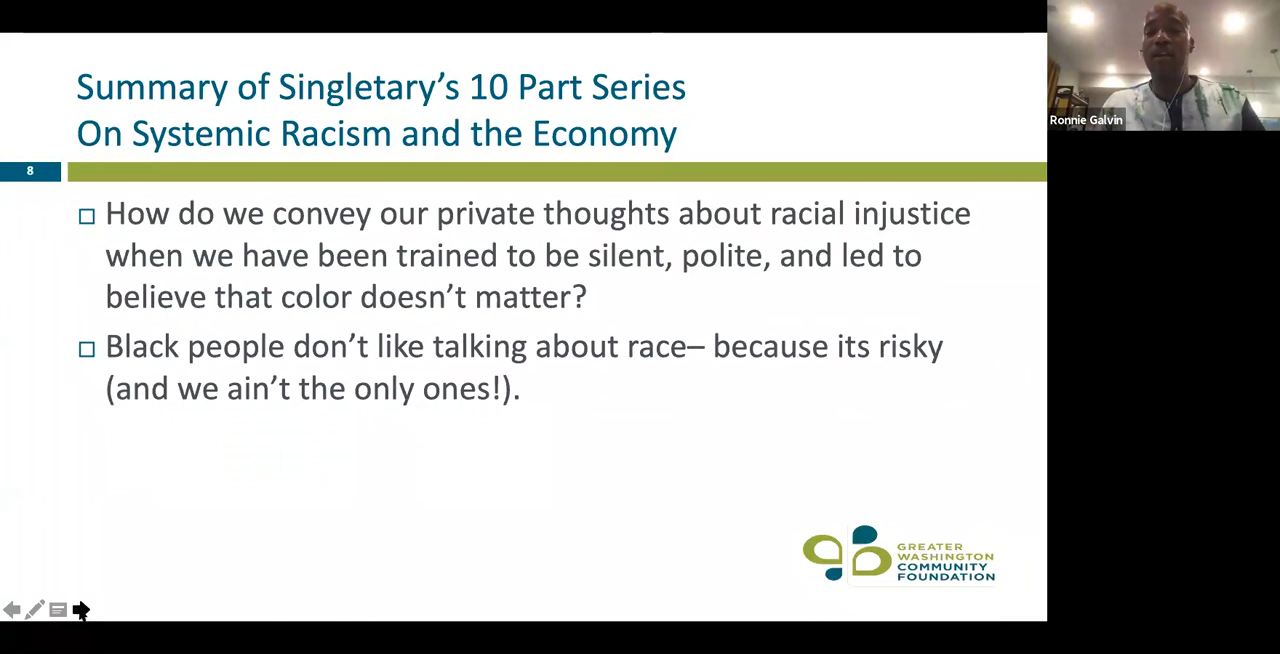 Summary of Singletary’s 10 Part Series
On Systemic Racism and the Economy
8
How do we convey our private thoughts about racial injustice
when we have been trained to be silent, polite, and led to
believe that color doesn’t matter?
Black people don’t like talking about race– because its risky
(and we ain’t the only ones!).
GREATER
WASHINGTON
COMMUNITY
FOUNDATION
Ronnie Galvin